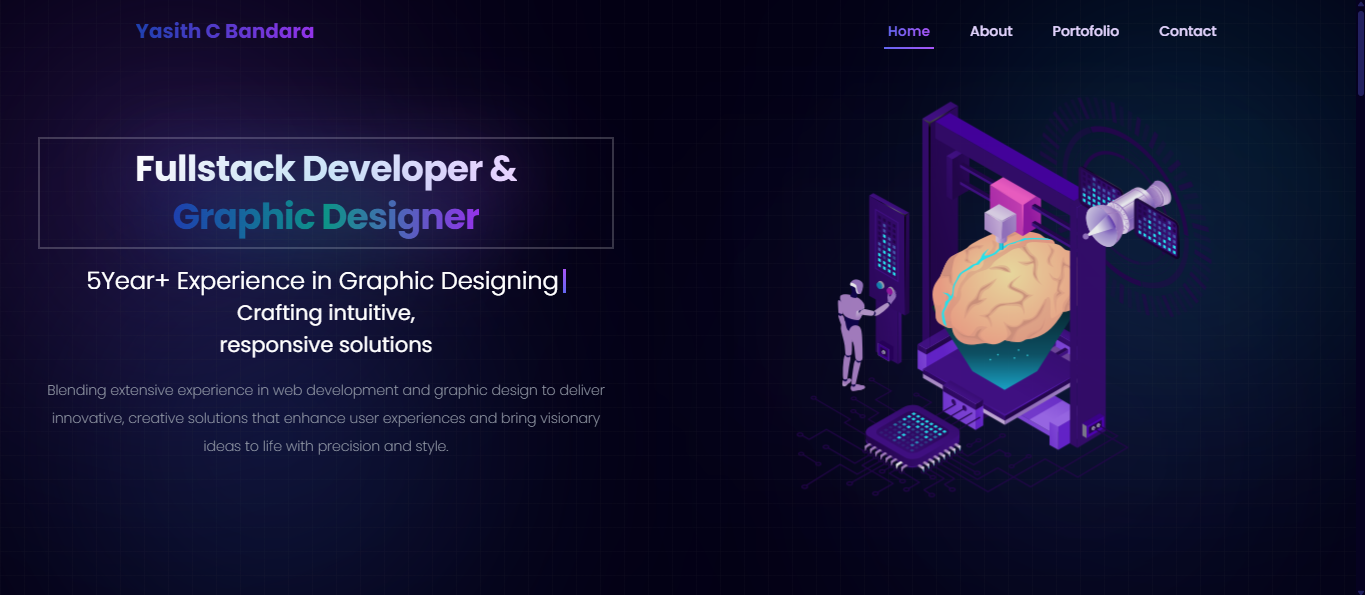 Yasith C Bandara
Home About Portofolio Contact
Fullstack Developer &
Graphic Designer
5Year+ Experience in Graphic Designing
Crafting intuitive,
responsive solutions
Blending extensive experience in web development and graphic design to deliver
innovative, creative solutions that enhance user experiences and bring visionary
ideas to life with precision and style.